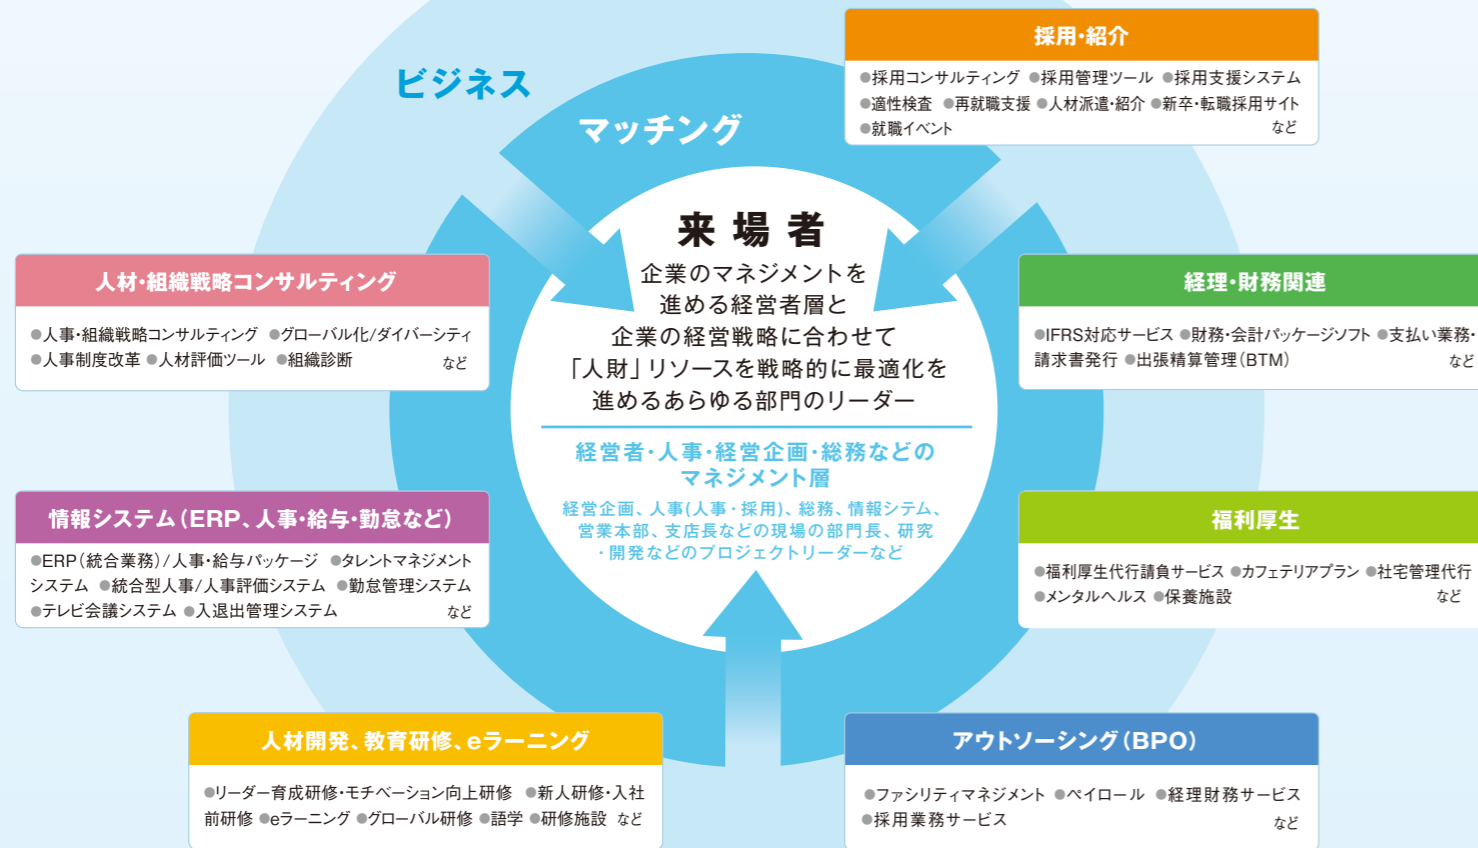 ビジネス
マッチング
採用・紹介
●採用コンサルティング ●採用管理ツール ●採用支援システム
●適性検査 ●再就職支援 ●人材派遣・紹介 ●新卒・転職採用サイト
●就職イベント など
来場者
企業のマネジメントを
進める経営者層と
企業の経営戦略に合わせて
「人財」リソースを戦略的に最適化を
進めるあらゆる部門のリーダー
経営者・人事・経営企画・総務などの
マネジメント層
経営企画、人事(人事・採用)、総務、情報シテム、
営業本部、支店長などの現場の部門長、研究
・開発などのプロジェクトリーダーなど
人材・組織戦略コンサルティング
●人事・組織戦略コンサルティング ●グローバル化/ダイバーシティ
●人事制度改革 ●人材評価ツール ●組織診断 など
経理・財務関連
●IFRS対応サービス ●財務・会計パッケージソフト ●支払い業務・
請求書発行 ●出張精算管理(BTM) など
情報システム(ERP、人事・給与・勤怠など)
●ERP(統合業務)/人事・給与パッケージ ●タレントマネジメント
システム ●統合型人事/人事評価システム ●勤怠管理システム
●テレビ会議システム ●入退出管理システム など
福利厚生
●福利厚生代行請負サービス ●カフェテリアプラン ●社宅管理代行
●メンタルヘルス ●保養施設 など
人材開発、教育研修、eラーニング
●リーダー育成研修・モチベーション向上研修 ●新人研修・入社
前研修 ●eラーニング ●グローバル研修 ●語学 ●研修施設 など
アウトソーシング(BPO)
●ファシリティマネジメント ●ペイロール ●経理財務サービス
●採用業務サービス など